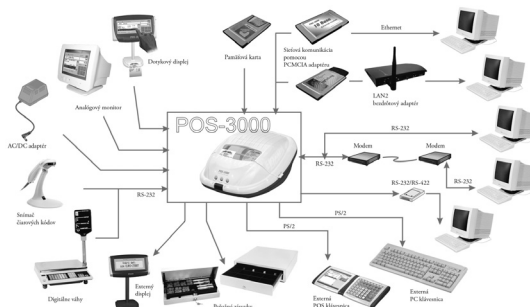 Dotykový displej
Pamäťová karta
Sieťová komunikácia
pomocou
PCMCIA adaptéru
Ethernet
Analógový monitor
LAN2
bezdrôtový adaptér
AC/DC adaptér
POS-3000
RS-232
Modem
Modem
RS-232
RS-232
Snímač
čiarových kódov
RS-232
RS-232/RS-422
PS/2
PS/2
Digitálne váhy
Externý
displej
Externá
POS klávesnica
Externá
PC klávesnica